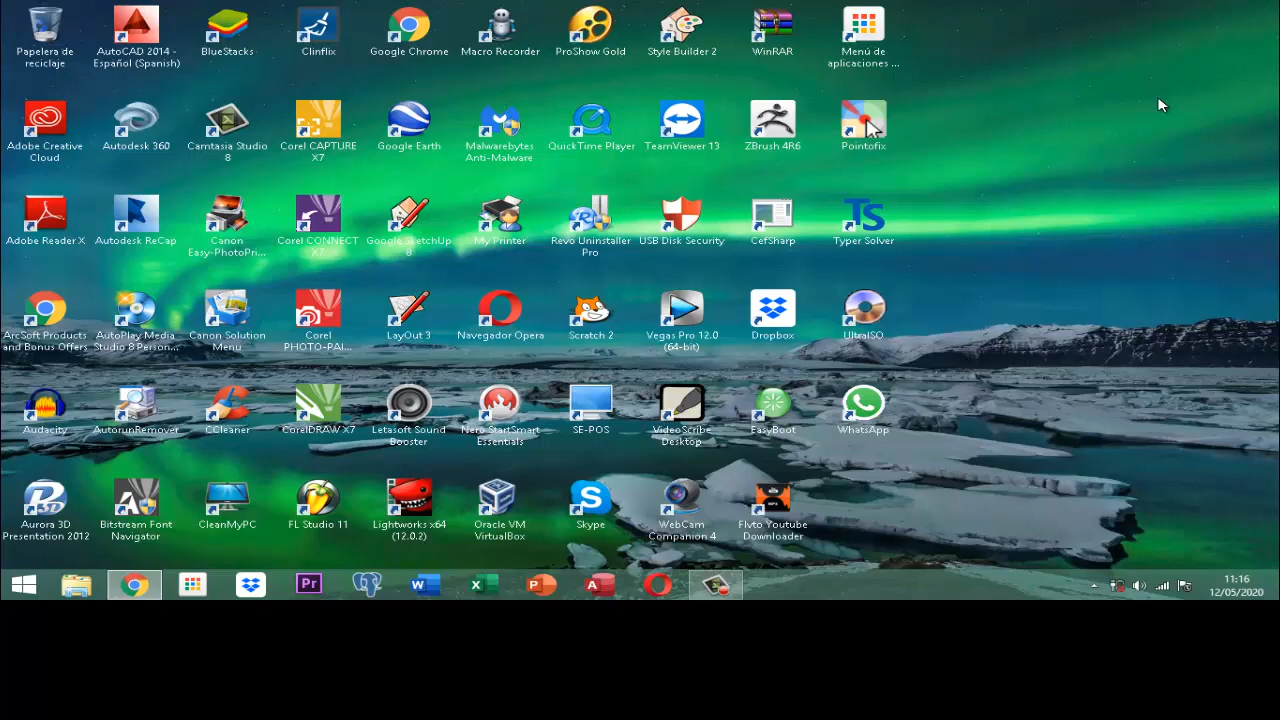 Papelera de
reciclaje
AutoCAD 2014 -
Español (Spanish)
BlueStacks
Clinflix
Google Chrome
Macro Recorder
ProShow Gold
Style Builder 2
WinRAR
Menú de
aplicaciones ...
Adobe Creative
Cloud
Autodesk 360
Camtasia Studio
8
Corel CAPTURE
X7
Google Earth
Malwarebytes
Anti-Malware
QuickTime Player
TeamViewer 13
ZBrush 4R6
Pointofix
Adobe Reader X
Autodesk ReCap
Canon
Easy-PhotoPri...
Corel CONNECT
X7
Google SketchUp
8
My Printer
Revo Uninstaller
Pro
USB Disk Security
CefSharp
TS
Typer Solver
ArcSoft Products
and Bonus Offers
AutoPlay Media
Studio 8 Person...
Canon Solution
Menu
Corel
PHOTO-PAI...
LayOut 3
Navegador Opera
Scratch 2
Vegas Pro 12.0
(64-bit)
Dropbox
UltraISO
Audacity
AutorunRemover
CCleaner
CorelDRAW X7
Letasoft Sound
Booster
Nero StartSmart
Essentials
SE-POS
VideoScribe
Desktop
EasyBoot
WhatsApp
Aurora 3D
Presentation 2012
Bitstream Font
Navigator
CleanMyPC
FL Studio 11
Lightworks x64
(12.0.2)
Oracle VM
VirtualBox
Skype
WebCam
Companion 4
Flvto Youtube
Downloader
Pr
11:16
12/05/2020